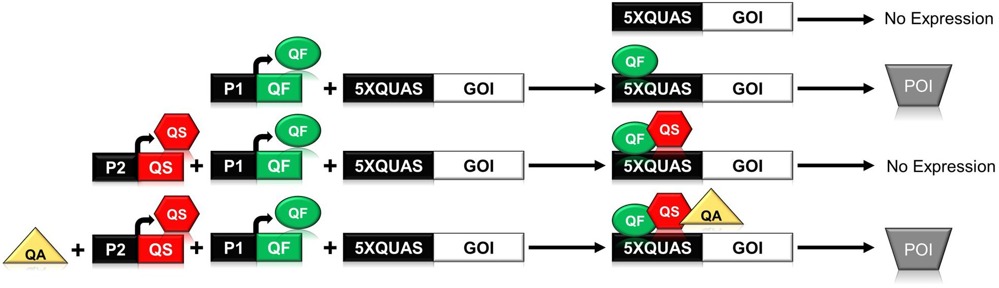 5XQUAS GOI No Expression
QF QF
P1 QF + 5XQUAS GOI 5XQUAS GOI POI
QS QF QF QS
P2 QS + P1 QF + 5XQUAS GOI 5XQUAS GOI No Expression
QS QF QF QS QA
QA + P2 QS + P1 QF + 5XQUAS GOI 5XQUAS GOI POI